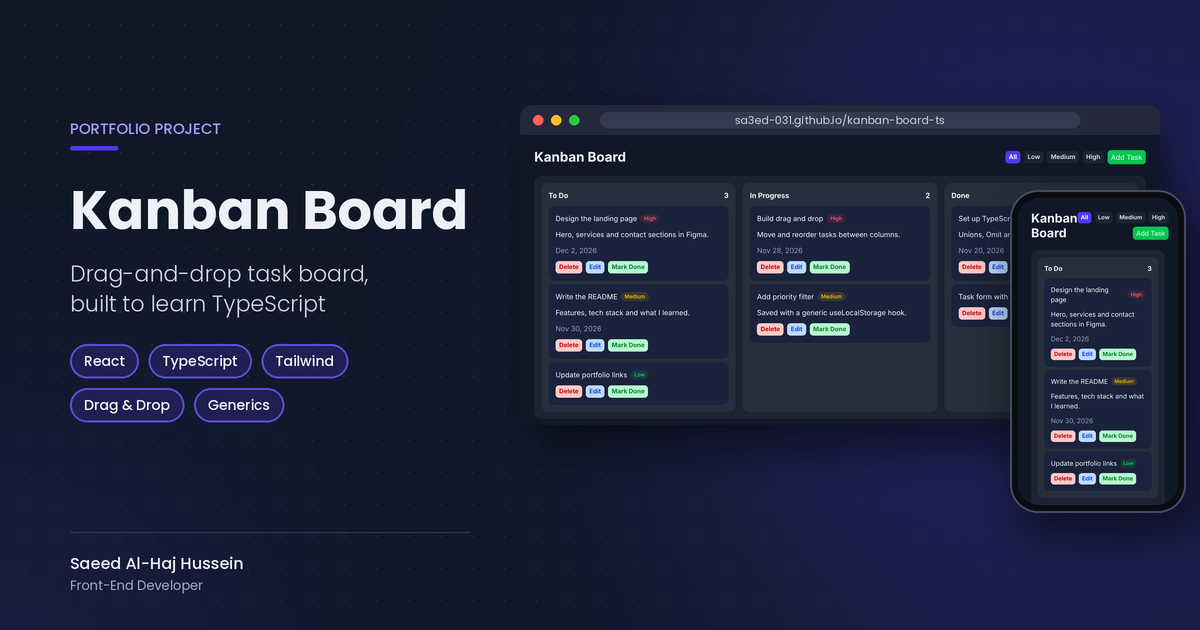 PORTFOLIO PROJECT
Kanban Board
Drag-and-drop task board,
built to learn TypeScript
React
TypeScript
Tailwind
Drag & Drop
Generics
Saeed Al-Haj Hussein
Front-End Developer
sa3ed-031.github.io/kanban-board-ts
Kanban Board
All
Low
Medium
High
Add Task
To Do
3
Design the landing page
High
Hero, services and contact sections in Figma.
Dec 2, 2026
Delete
Edit
Mark Done
Write the README
Medium
Features, tech stack and what I learned.
Nov 30, 2026
Delete
Edit
Mark Done
Update portfolio links
Low
Delete
Edit
Mark Done
In Progress
2
Build drag and drop
High
Move and reorder tasks between columns.
Nov 28, 2026
Delete
Edit
Mark Done
Add priority filter
Medium
Saved with a generic useLocalStorage hook.
Delete
Edit
Mark Done
Done
Set up TypeScr
Unions, Omit an
Nov 20, 2026
Delete
Edit
Task form with
Delete
Edit
Kanban
Board
All
Low
Medium
High
Add Task
To Do
3
Design the landing
page
High
Hero, services and contact
sections in Figma.
Dec 2, 2026
Delete
Edit
Mark Done
Write the README
Medium
Features, tech stack and what
I learned.
Nov 30, 2026
Delete
Edit
Mark Done
Update portfolio links
Low
Delete
Edit
Mark Done